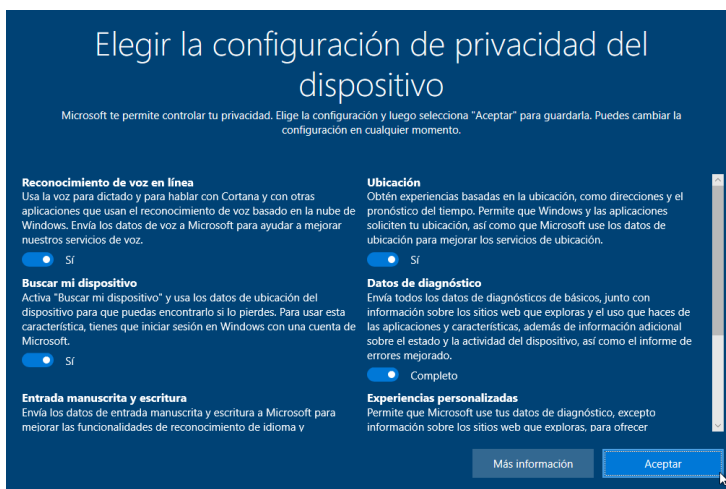 Elegir la configuración de privacidad del
dispositivo
Microsoft te permite controlar tu privacidad. Elige la configuración y luego selecciona "Aceptar" para guardarla. Puedes cambiar la
configuración en cualquier momento.
Reconocimiento de voz en línea
Usa la voz para dictado y para hablar con Cortana y con otras
aplicaciones que usan el reconocimiento de voz basado en la nube de
Windows. Envía los datos de voz a Microsoft para ayudar a mejorar
nuestros servicios de voz.
Sí
Buscar mi dispositivo
Activa "Buscar mi dispositivo" y usa los datos de ubicación del
dispositivo para que puedas encontrarlo si lo pierdes. Para usar esta
característica, tienes que iniciar sesión en Windows con una cuenta de
Microsoft.
Sí
Entrada manuscrita y escritura
Envía los datos de entrada manuscrita y escritura a Microsoft para
mejorar las funcionalidades de reconocimiento de idioma y
Ubicación
Obtén experiencias basadas en la ubicación, como direcciones y el
pronóstico del tiempo. Permite que Windows y las aplicaciones
soliciten tu ubicación, así como que Microsoft use los datos de
ubicación para mejorar los servicios de ubicación.
Sí
Datos de diagnóstico
Envía todos los datos de diagnósticos de básicos, junto con
información sobre los sitios web que exploras y el uso que haces de
las aplicaciones y características, además de información adicional
sobre el estado y la actividad del dispositivo, así como el informe de
errores mejorado.
Completo
Experiencias personalizadas
Permite que Microsoft use tus datos de diagnóstico, excepto
información sobre los sitios web que exploras, para ofrecer
Más información
Aceptar